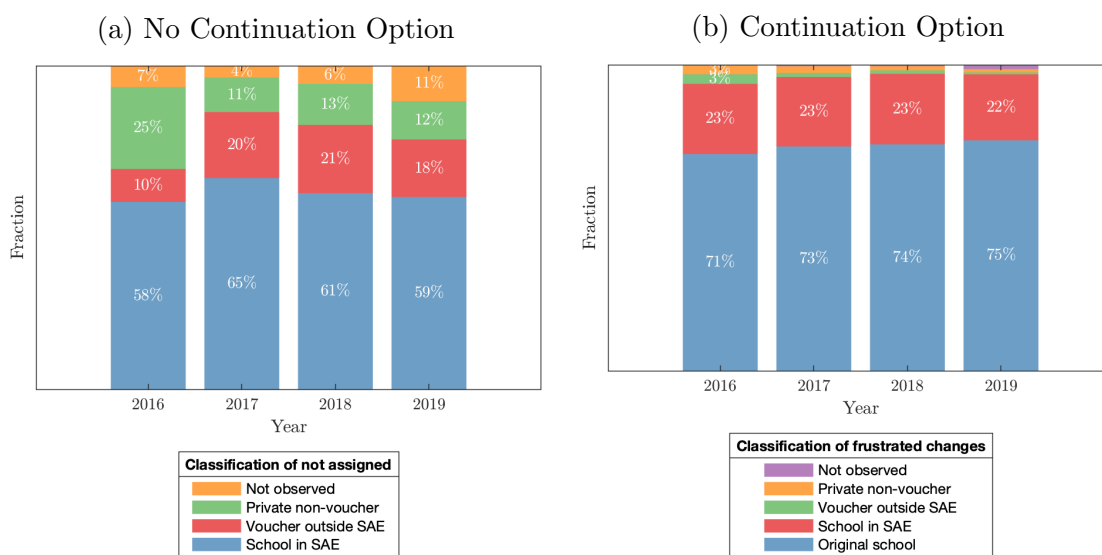 (a) No Continuation Option
7%
4%
6%
11%
25%
11%
13%
12%
10%
20%
21%
18%
58%
65%
61%
59%
Fraction
2016
2017
2018
2019
Year
Classification of not assigned
Not observed
Private non-voucher
Voucher outside SAE
School in SAE
(b) Continuation Option
3%
3%
23%
23%
23%
22%
71%
73%
74%
75%
Fraction
2016
2017
2018
2019
Year
Classification of frustrated changes
Not observed
Private non-voucher
Voucher outside SAE
School in SAE
Original school